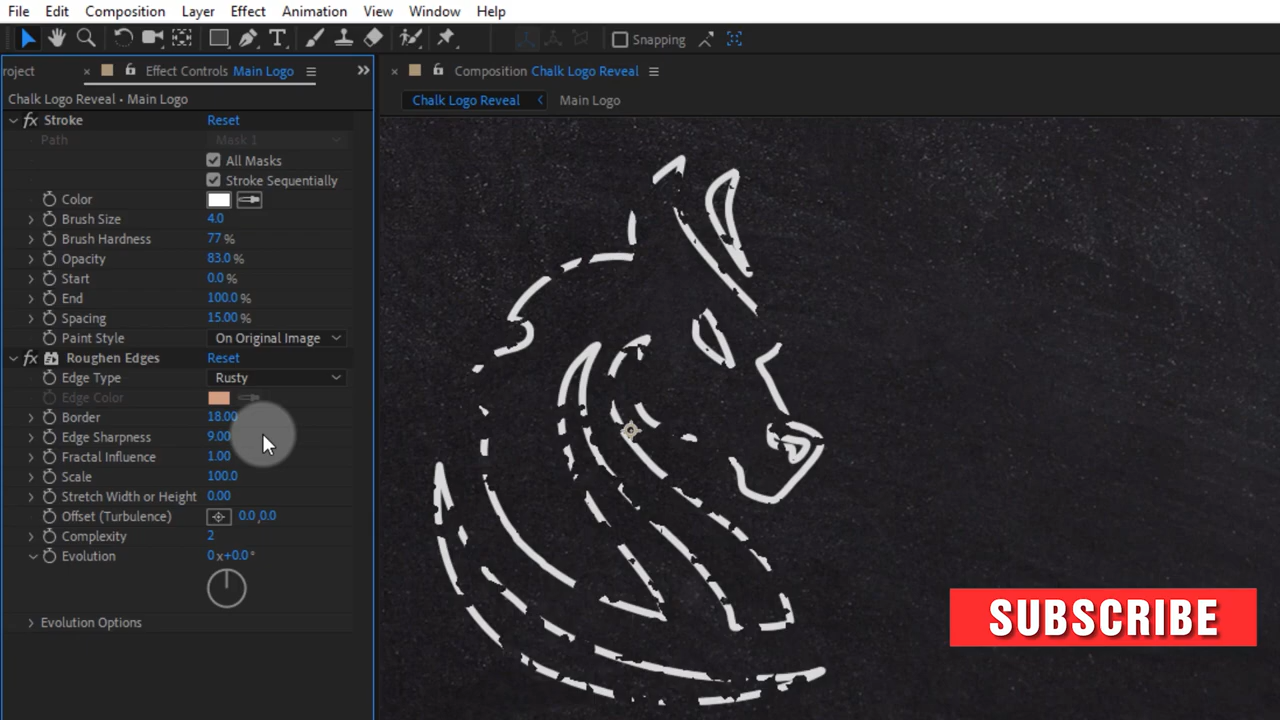 File Edit Composition Layer Effect Animation View Window Help
T Snapping
roject × Effect Controls Main Logo »
× Composition Chalk Logo Reveal
Chalk Logo Reveal • Main Logo
Chalk Logo Reveal < Main Logo
fx Stroke Reset
Path Mask 1
All Masks
Stroke Sequentially
Color
Brush Size 4.0
Brush Hardness 77 %
Opacity 83.0 %
Start 0.0 %
End 100.0 %
Spacing 15.00 %
Paint Style On Original Image
fx Roughen Edges Reset
Edge Type Rusty
Edge Color
Border 18.00
Edge Sharpness 9.00
Fractal Influence 1.00
Scale 100.0
Stretch Width or Height 0.00
Offset (Turbulence) 0.0,0.0
Complexity 2
Evolution 0x+0.0°
Evolution Options
SUBSCRIBE